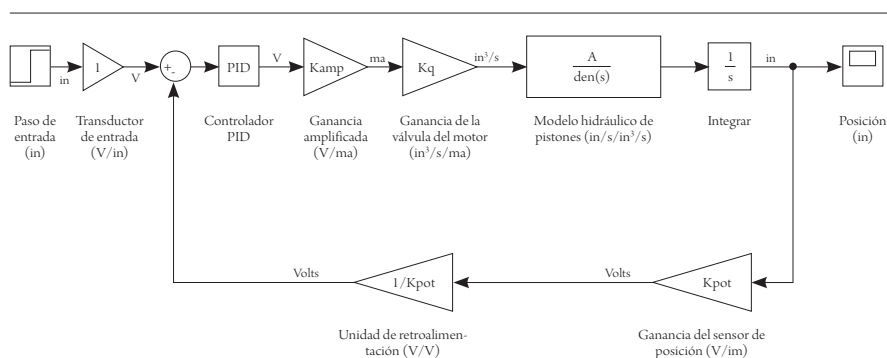 1
+
-
PID
Kamp
Kq
A
den(s)
1
s
in
V
V
ma
in³/s
in
Paso de
entrada
(in)
Transductor
de entrada
(V/in)
Controlador
PID
Ganancia
amplificada
(V/ma)
Ganancia de la
válvula del motor
(in³/s/ma)
Modelo hidráulico de
pistones (in/s/in³/s)
Integrar
Posición
(in)
Volts
1/Kpot
Volts
Kpot
Unidad de retroalimen-
tación (V/V)
Ganancia del sensor de
posición (V/im)